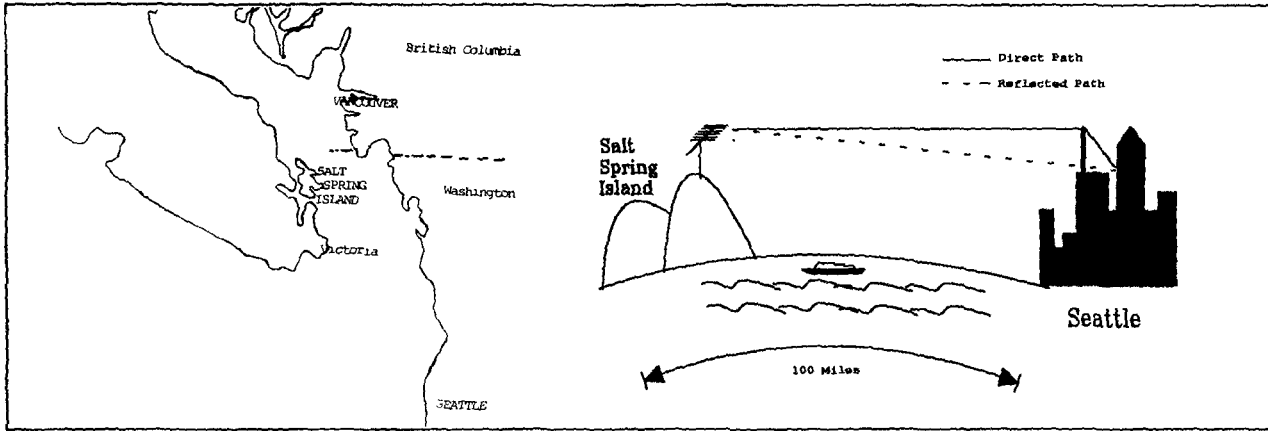 British Columbia
VANCOUVER
SALT
SPRING
ISLAND
Washington
Victoria
SEATTLE
Direct Path
Reflected Path
Salt
Spring
Island
Seattle
100 Miles